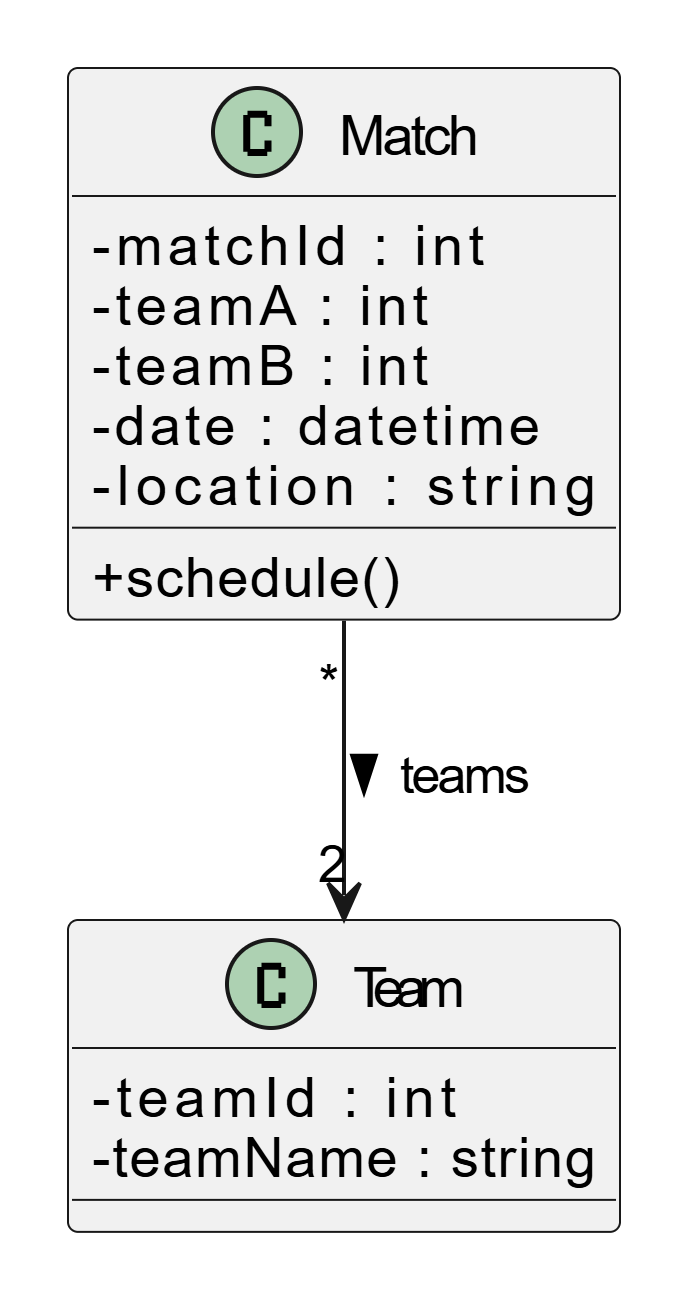 C Match
-matchId : int
-teamA : int
-teamB : int
-date : datetime
-location : string
+schedule()
*
teams
2
C Team
-teamId : int
-teamName : string